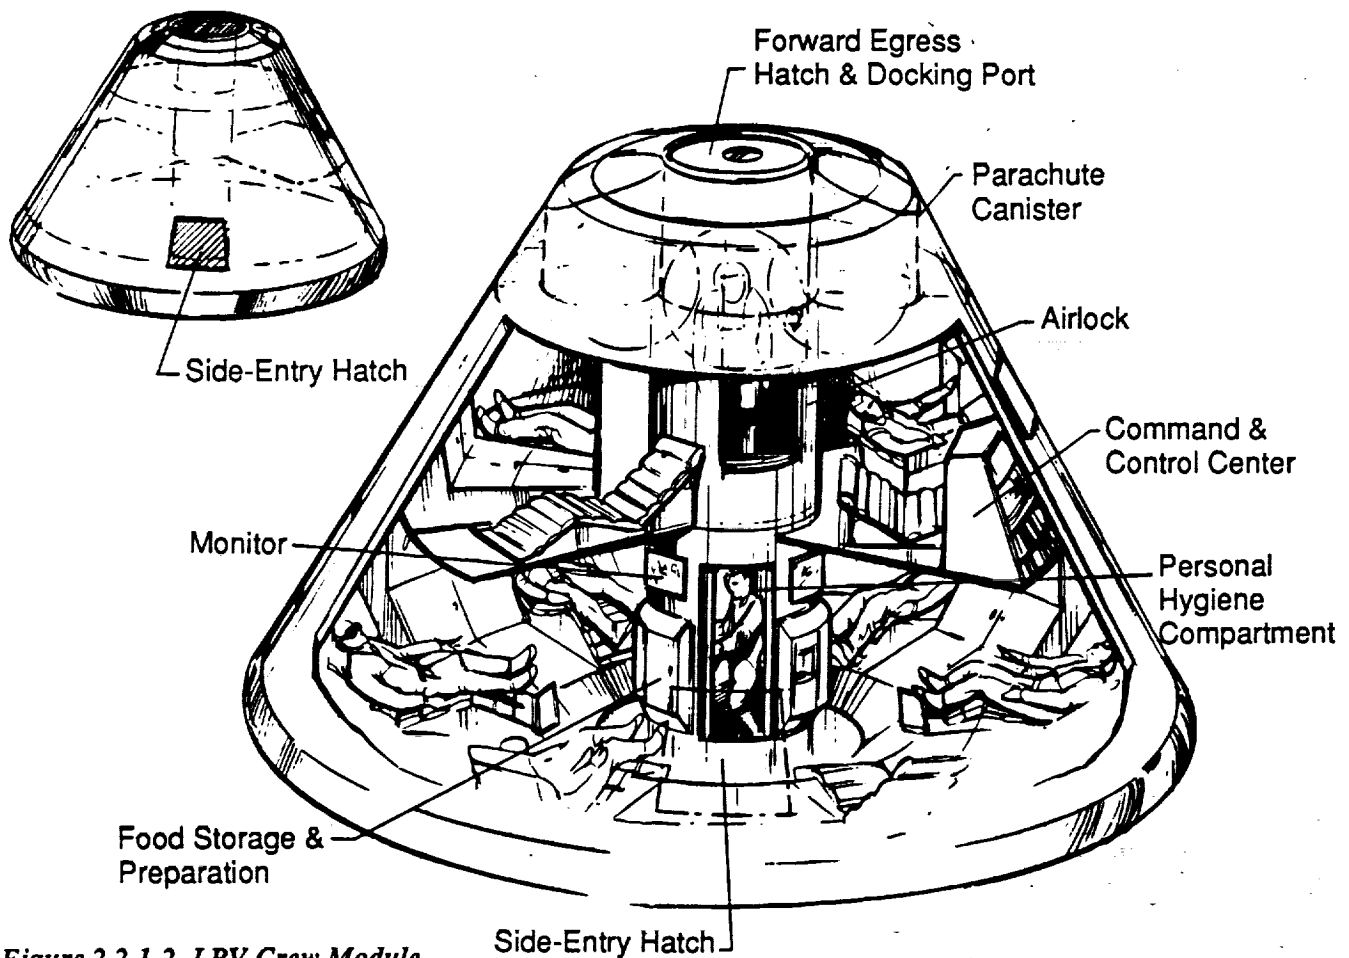 Forward Egress
Hatch & Docking Port
Parachute
Canister
Airlock
Side-Entry Hatch
Command &
Control Center
Monitor
Personal
Hygiene
Compartment
Food Storage &
Preparation
Side-Entry Hatch
Figure 2.2.1-2 LRV Crew Module